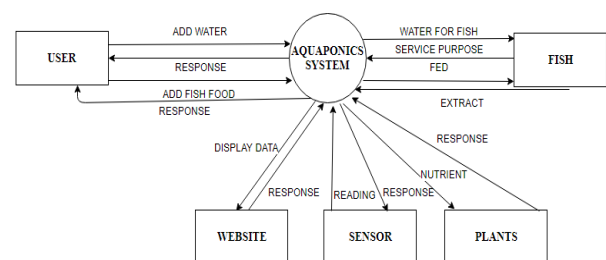 ADD WATER
WATER FOR FISH
USER
AQUAPONICS
SYSTEM
SERVICE PURPOSE
FISH
RESPONSE
FED
ADD FISH FOOD
EXTRACT
RESPONSE
RESPONSE
DISPLAY DATA
NUTRIENT
RESPONSE
READING
RESPONSE
WEBSITE
SENSOR
PLANTS